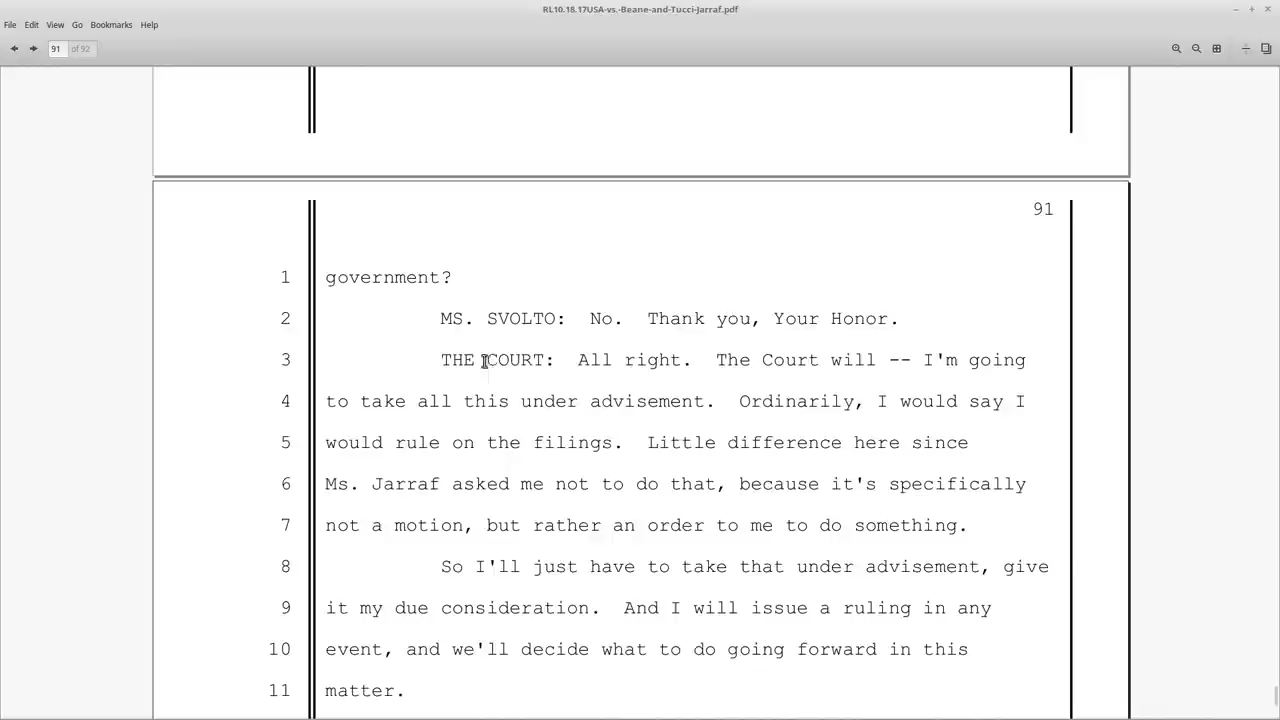 RL10.18.17USA-vs.-Beane-and-Tucci-Jarraf.pdf
File Edit View Go Bookmarks Help
91 of 92
91
1 government?
2 MS. SVOLTO: No. Thank you, Your Honor.
3 THE COURT: All right. The Court will -- I'm going
4 to take all this under advisement. Ordinarily, I would say I
5 would rule on the filings. Little difference here since
6 Ms. Jarraf asked me not to do that, because it's specifically
7 not a motion, but rather an order to me to do something.
8 So I'll just have to take that under advisement, give
9 it my due consideration. And I will issue a ruling in any
10 event, and we'll decide what to do going forward in this
11 matter.